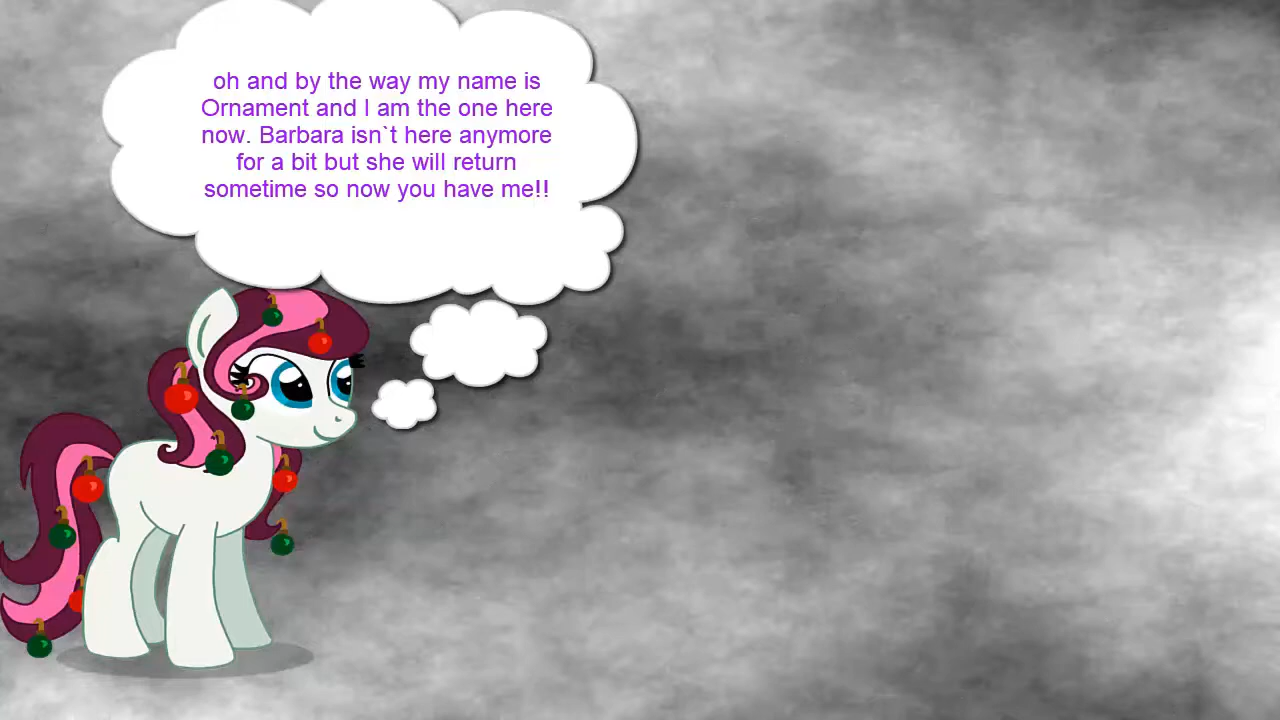 oh and by the way my name is
Ornament and I am the one here
now. Barbara isn`t here anymore
for a bit but she will return
sometime so now you have me!!